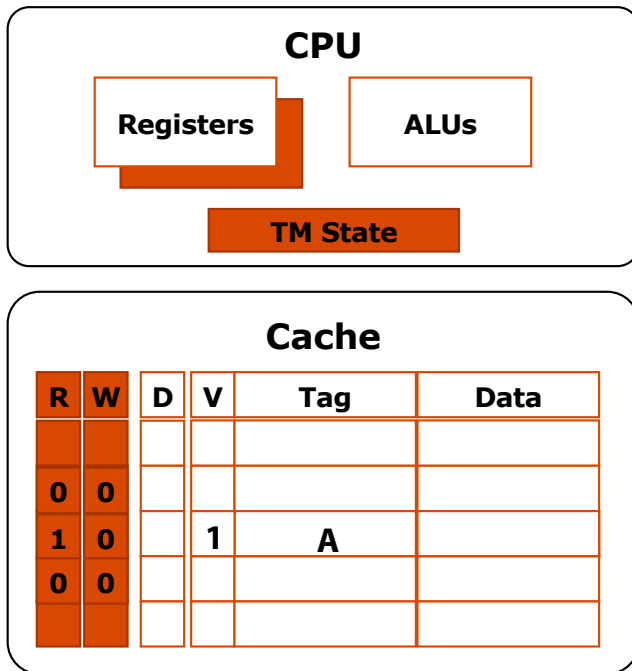 CPU
Registers ALUs
TM State
Cache
R W D V Tag Data
0 0
1 0 1 A
0 0